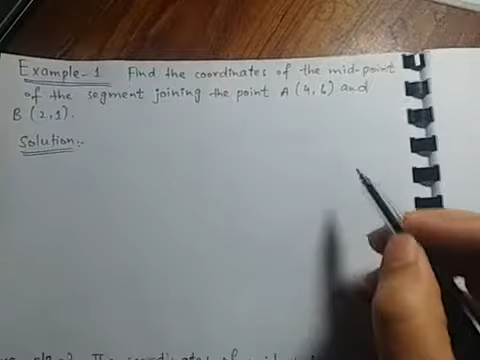 Example-1 Find the coordinates of the mid-point
of the segment joining the point A (4, 6) and
B (2, 1).
Solution:-